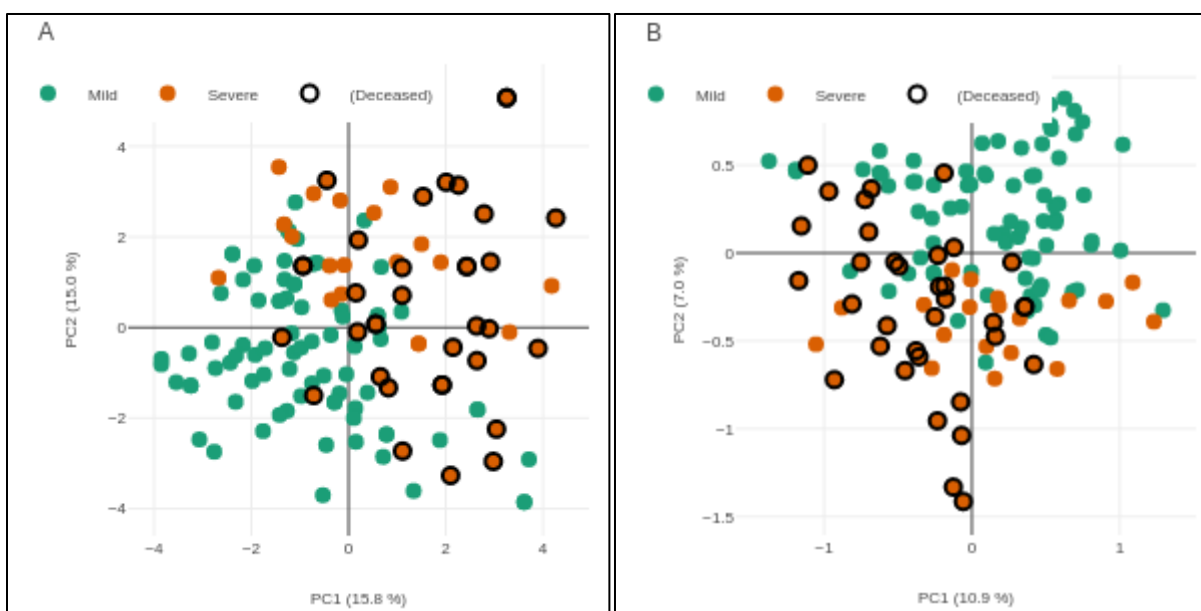 A
Mild Severe (Deceased)
4
2
0
−2
−4
PC2 (15.0 %)
−4 −2 0 2 4
PC1 (15.8 %)
B
Mild Severe (Deceased)
0.5
0
−0.5
−1
−1.5
PC2 (7.0 %)
−1 0 1
PC1 (10.9 %)